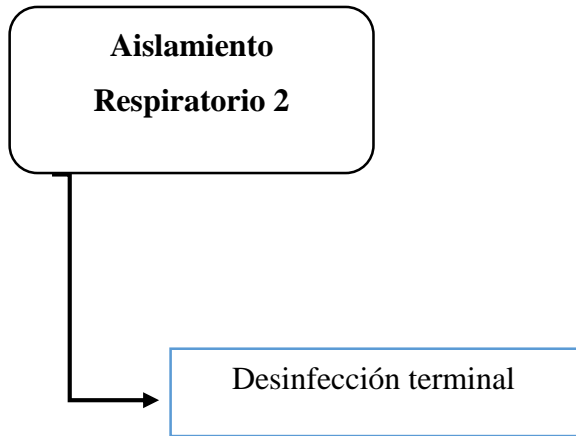 Aislamiento
Respiratorio 2
Desinfección terminal